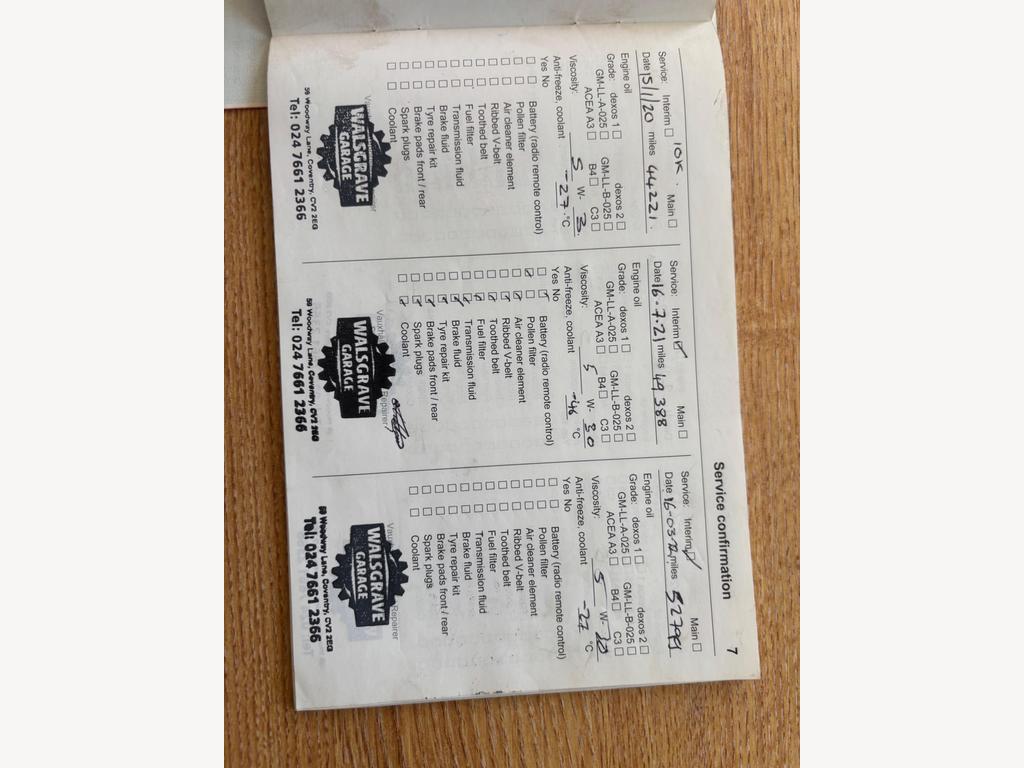 Service confirmation
7
10K.
Service: Interim ☐ Main ☐
Date 15/1/20 miles 44221.
Engine oil
Grade: dexos 1 ☐ dexos 2 ☐
GM-LL-A-025 ☐ GM-LL-B-025 ☐
ACEA A3 ☐ B4 ☐ C3 ☐
Viscosity: 5 W- 3
Anti-freeze, coolant -27 °C
Yes No
☐ ☐ Battery (radio remote control)
☐ ☐ Pollen filter
☐ ☐ Air cleaner element
☐ ☐ Ribbed V-belt
☐ ☐ Toothed belt
☐ ☐ Fuel filter
☐ ☐ Transmission fluid
☐ ☐ Brake fluid
☐ ☐ Tyre repair kit
☐ ☐ Brake pads front / rear
☐ ☐ Spark plugs
☐ ☐ Coolant
WALSGRAVE
GARAGE
59 Woodway Lane, Coventry, CV2 2EG
Tel: 024 7661 2366
Service: Interim ☑ Main ☐
Date 16.7.21 miles 49388
Engine oil
Grade: dexos 1 ☐ dexos 2 ☐
GM-LL-A-025 ☐ GM-LL-B-025 ☐
ACEA A3 ☐ B4 ☐ C3 ☐
Viscosity: 5 W- 30
Anti-freeze, coolant -46 °C
Yes No
☐ ☑ Battery (radio remote control)
☑ ☐ Pollen filter
☐ ☑ Air cleaner element
☐ ☑ Ribbed V-belt
☐ ☑ Toothed belt
☐ ☑ Fuel filter
☐ ☑ Transmission fluid
☐ ☑ Brake fluid
☐ ☑ Tyre repair kit
☐ ☑ Brake pads front / rear
☐ ☑ Spark plugs
☐ ☑ Coolant
Repairer
WALSGRAVE
GARAGE
59 Woodway Lane, Coventry, CV2 2EG
Tel: 024 7661 2366
Service: Interim ☑ Main ☐
Date miles
Engine oil
Grade: dexos 1 ☐ dexos 2 ☐
GM-LL-A-025 ☐ GM-LL-B-025 ☐
ACEA A3 ☐ B4 ☐ C3 ☐
Viscosity: 5 W-
Anti-freeze, coolant -27 °C
Yes No
☐ ☐ Battery (radio remote control)
☐ ☐ Pollen filter
☐ ☐ Air cleaner element
☐ ☐ Ribbed V-belt
☐ ☐ Toothed belt
☐ ☐ Fuel filter
☐ ☐ Transmission fluid
☐ ☐ Brake fluid
☐ ☐ Tyre repair kit
☐ ☐ Brake pads front / rear
☐ ☐ Spark plugs
☐ ☐ Coolant
Repairer
WALSGRAVE
GARAGE
59 Woodway Lane, Coventry, CV2 2EG
Tel: 024 7661 2366